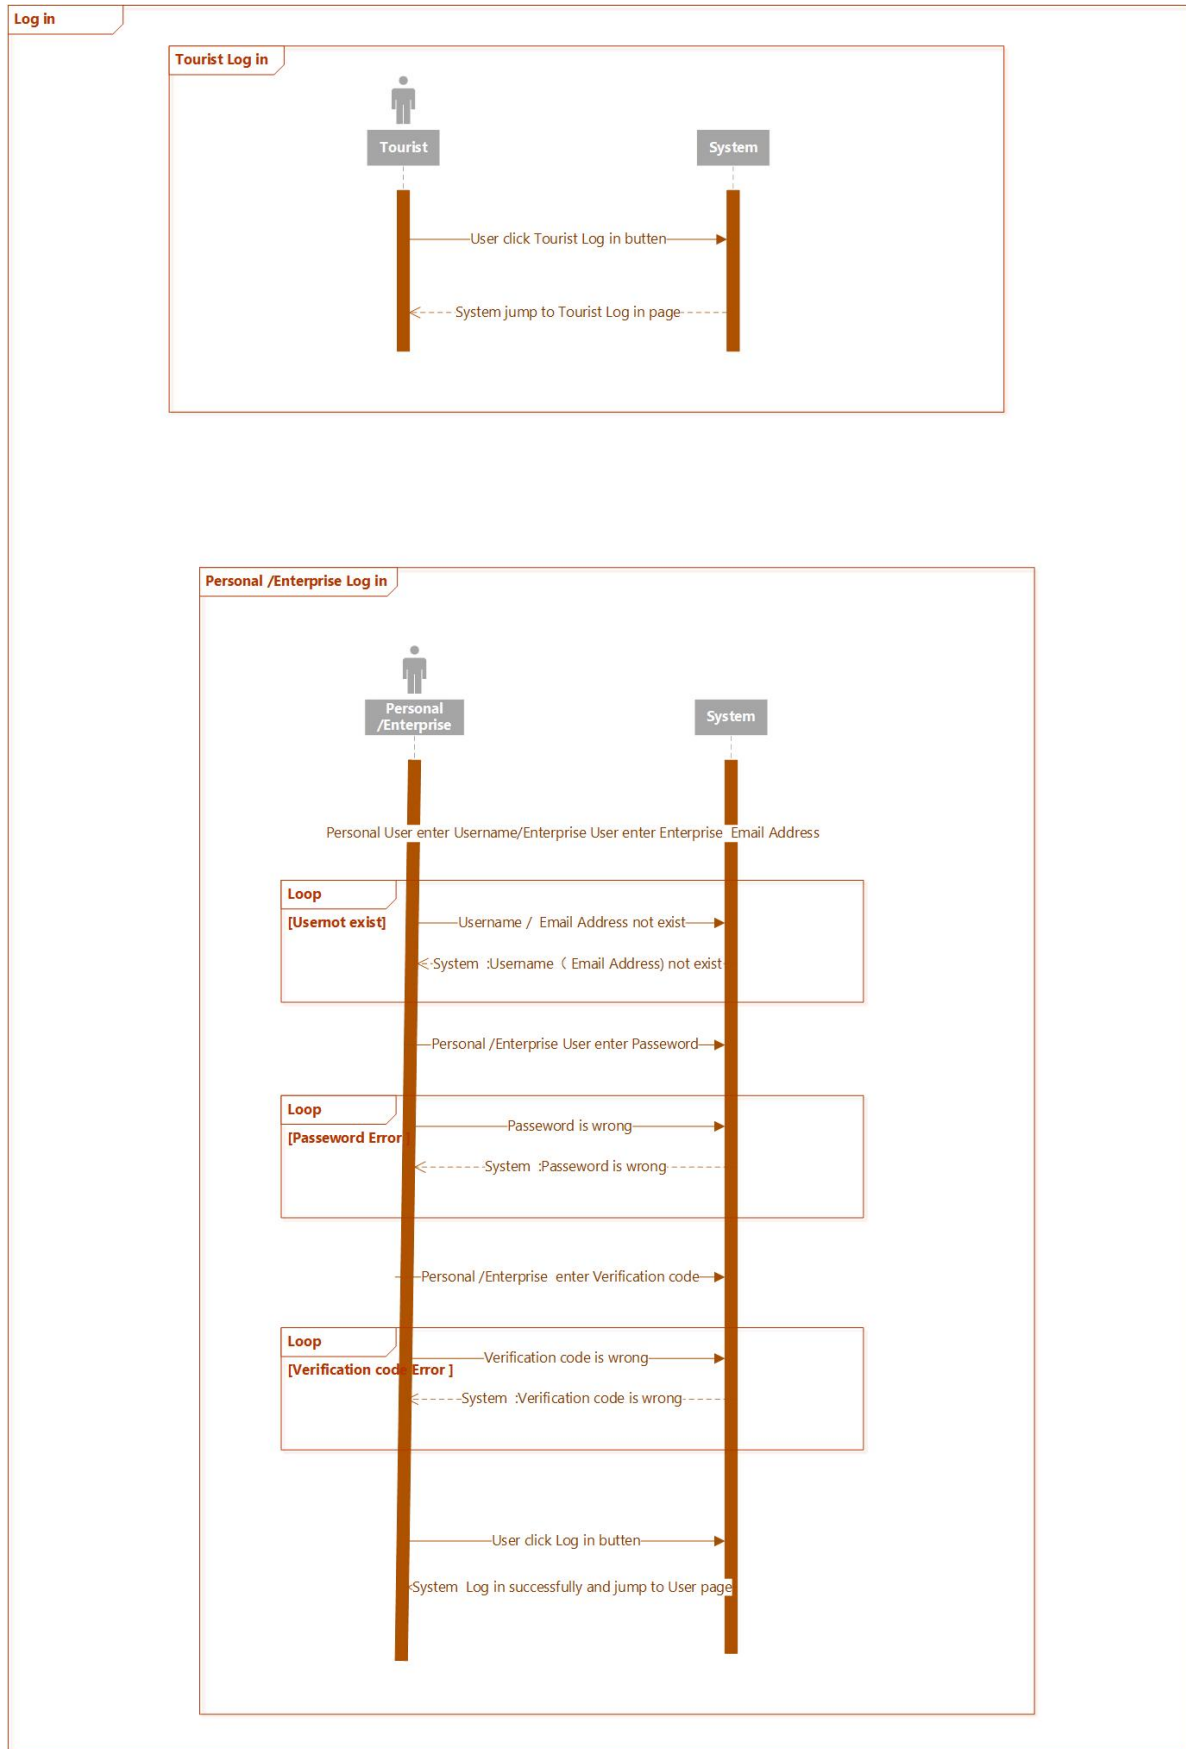 Log in
Tourist Log in
Tourist
System
User click Tourist Log in butten
System jump to Tourist Log in page
Personal /Enterprise Log in
Personal
/Enterprise
System
Personal User enter Username/Enterprise User enter Enterprise  Email Address
Loop
[Usernot exist]
Username /  Email Address not exist
System  :Username（ Email Address) not exist
Personal /Enterprise User enter Passeword
Loop
[Passeword Error ]
Passeword is wrong
System  :Passeword is wrong
Personal /Enterprise  enter Verification code
Loop
[Verification code Error ]
Verification code is wrong
System  :Verification code is wrong
User click Log in butten
System  Log in successfully and jump to User page